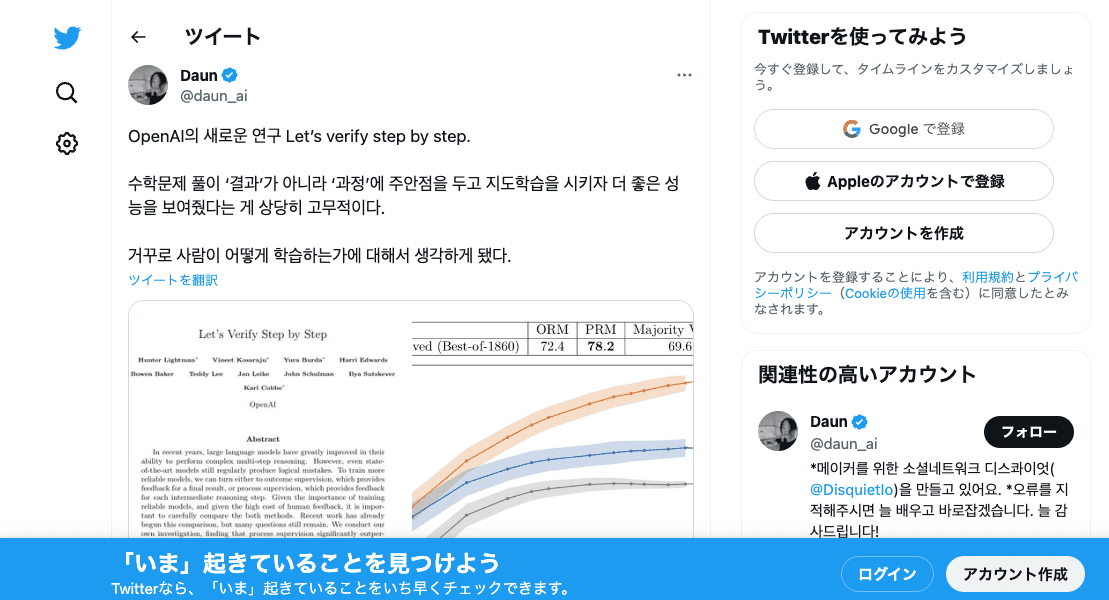 ツイート
Daun
@daun_ai
OpenAI의 새로운 연구 Let's verify step by step.
수학문제 풀이 '결과'가 아니라 '과정'에 주안점을 두고 지도학습을 시키자 더 좋은 성
능을 보여줬다는 게 상당히 고무적이다.
거꾸로 사람이 어떻게 학습하는가에 대해서 생각하게 됐다.
ツイートを翻訳
Let's Verify Step by Step
Hunter Lightman* Vineet Kosaraju* Yura Burda* Harri Edwards
Bowen Baker Teddy Lee Jan Leike John Schulman Ilya Sutskever
Karl Cobbe*
OpenAI
Abstract
In recent years, large language models have greatly improved in their
ability to perform complex multi-step reasoning. However, even state-
of-the-art models still regularly produce logical mistakes. To train more
reliable models, we can turn either to outcome supervision, which provides
feedback for a final result, or process supervision, which provides feedback
for each intermediate reasoning step. Given the importance of training
reliable models, and given the high cost of human feedback, it is impor-
tant to carefully compare the both methods. Recent work has already
begun this comparison, but many questions still remain. We conduct our
own investigation, finding that process supervision significantly outper-
ORM PRM Majority V
ved (Best-of-1860) 72.4 78.2 69.6
Twitterを使ってみよう
今すぐ登録して、タイムラインをカスタマイズしましょ
う。
Google で登録
Appleのアカウントで登録
アカウントを作成
アカウントを登録することにより、利用規約とプライバ
シーポリシー（Cookieの使用を含む）に同意したとみ
なされます。
関連性の高いアカウント
Daun
@daun_ai
フォロー
*메이커를 위한 소셜네트워크 디스콰이엇(
@DisquietIo)을 만들고 있어요. *오류를 지
적해주시면 늘 배우고 바로잡겠습니다. 늘 감
사드립니다!
「いま」起きていることを見つけよう
Twitterなら、「いま」起きていることをいち早くチェックできます。
ログイン
アカウント作成